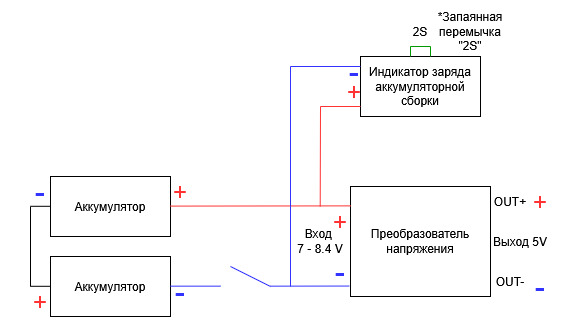 2S
*Запаянная
перемычка
"2S"
Индикатор заряда
аккумуляторной
сборки
-
+
-
+
Аккумулятор
OUT+ +
+
Вход
7 - 8.4 V
Преобразователь
напряжения
Выход 5V
-
OUT- -
Аккумулятор
+
-